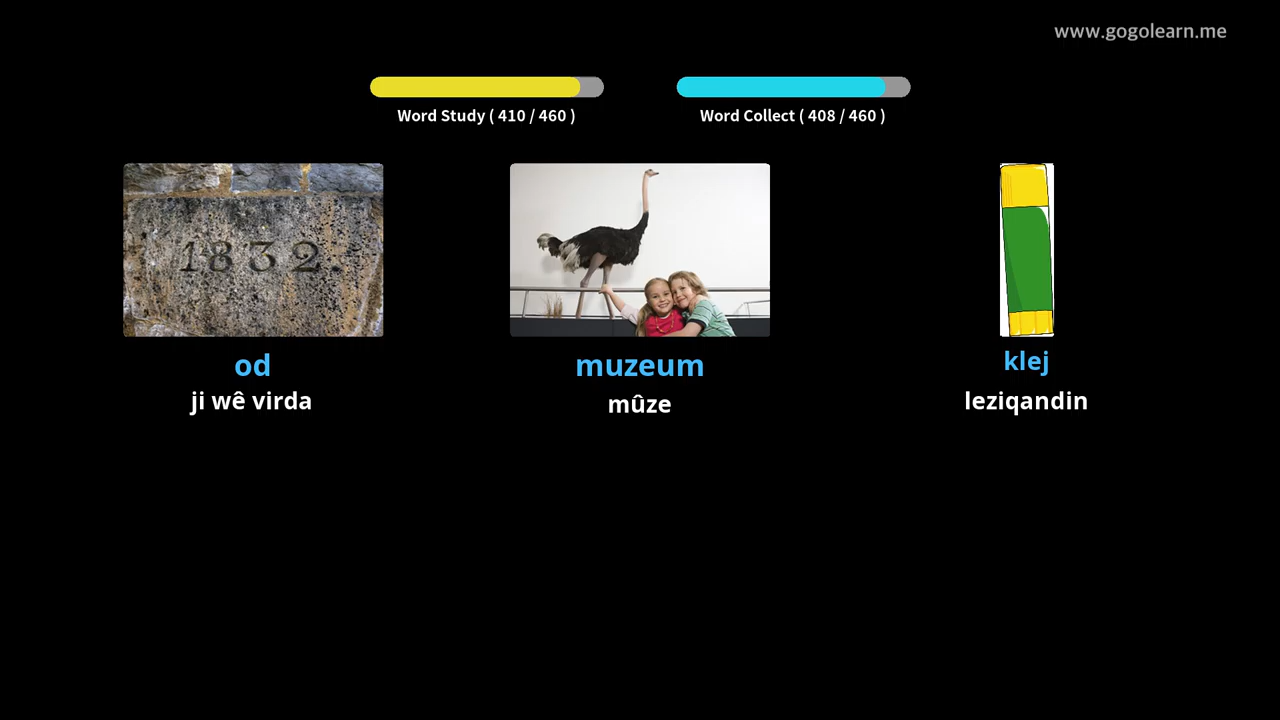 www.gogolearn.me
Word Study ( 410 / 460 )
Word Collect ( 408 / 460 )
1832
od
muzeum
klej
ji wê virda
mûze
leziqandin